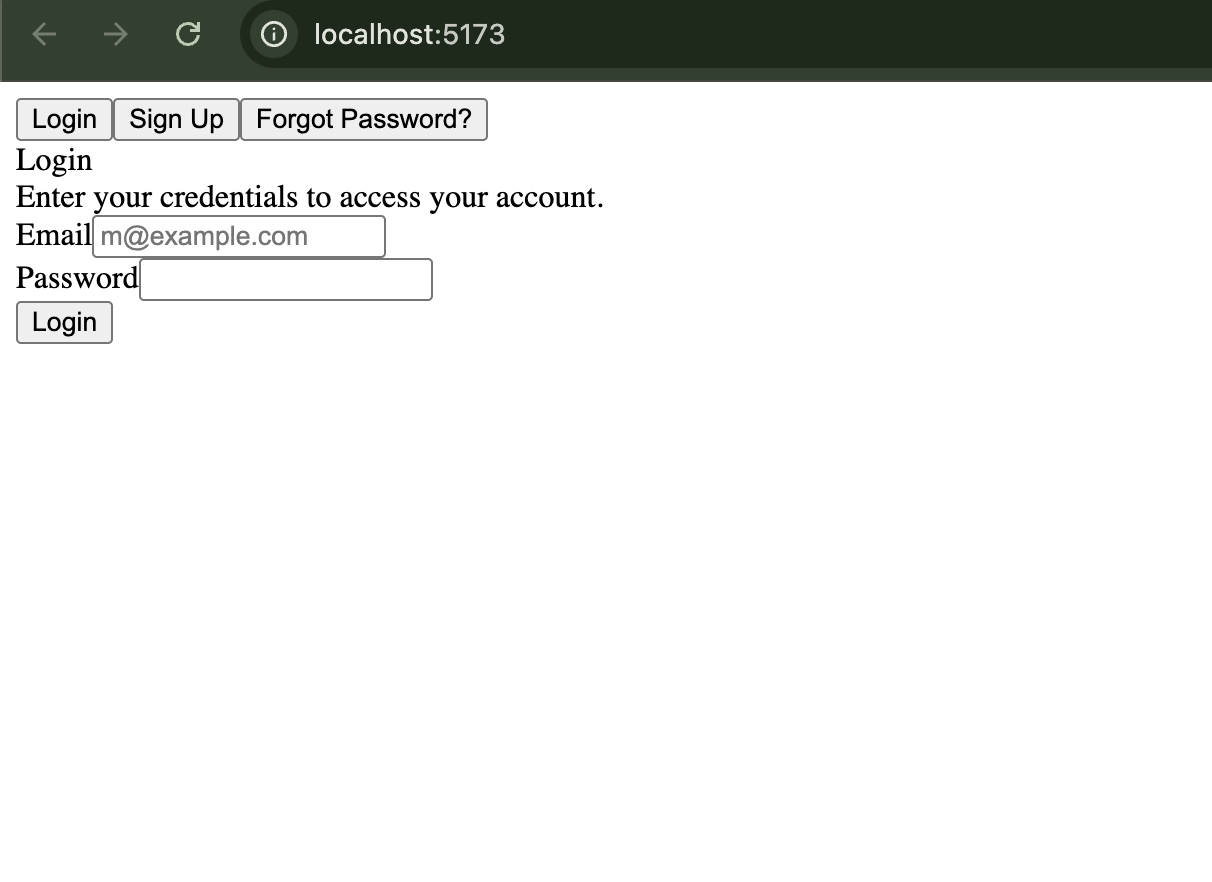 localhost:5173
Login Sign Up Forgot Password?
Login
Enter your credentials to access your account.
Email m@example.com
Password
Login